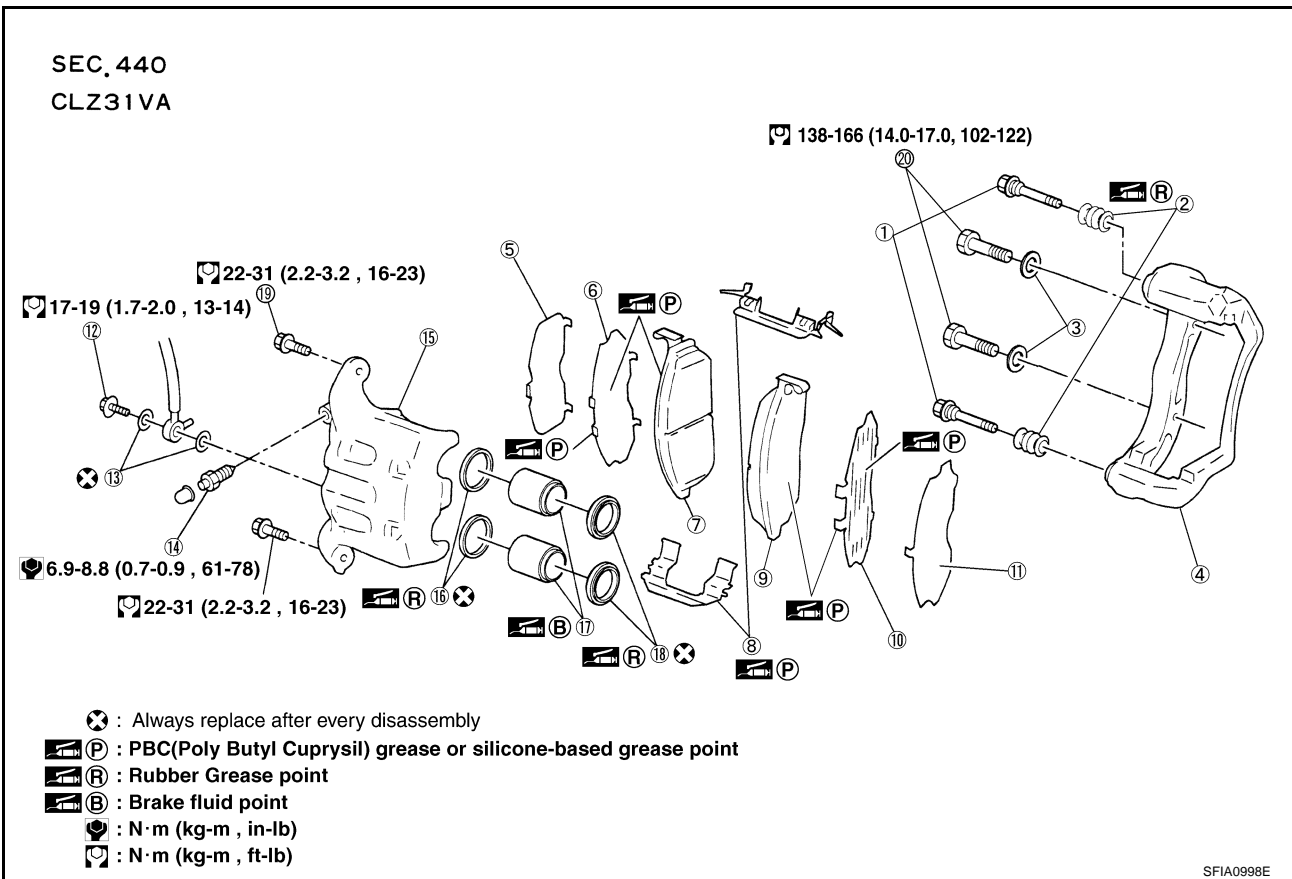 SEC. 440
CLZ31VA
138-166 (14.0-17.0, 102-122)
⑳
R
①
②
⑤
22-31 (2.2-3.2 , 16-23)
⑥
P
17-19 (1.7-2.0 , 13-14)
⑲
③
⑫
⑮
P
P
⑬
⑦
⑭
⑨
⑪
④
6.9-8.8 (0.7-0.9 , 61-78)
22-31 (2.2-3.2 , 16-23)
R ⑯
P
⑩
B ⑰
R ⑱
⑧
P
: Always replace after every disassembly
P : PBC(Poly Butyl Cuprysil) grease or silicone-based grease point
R : Rubber Grease point
B : Brake fluid point
: N·m (kg-m , in-lb)
: N·m (kg-m , ft-lb)
SFIA0998E